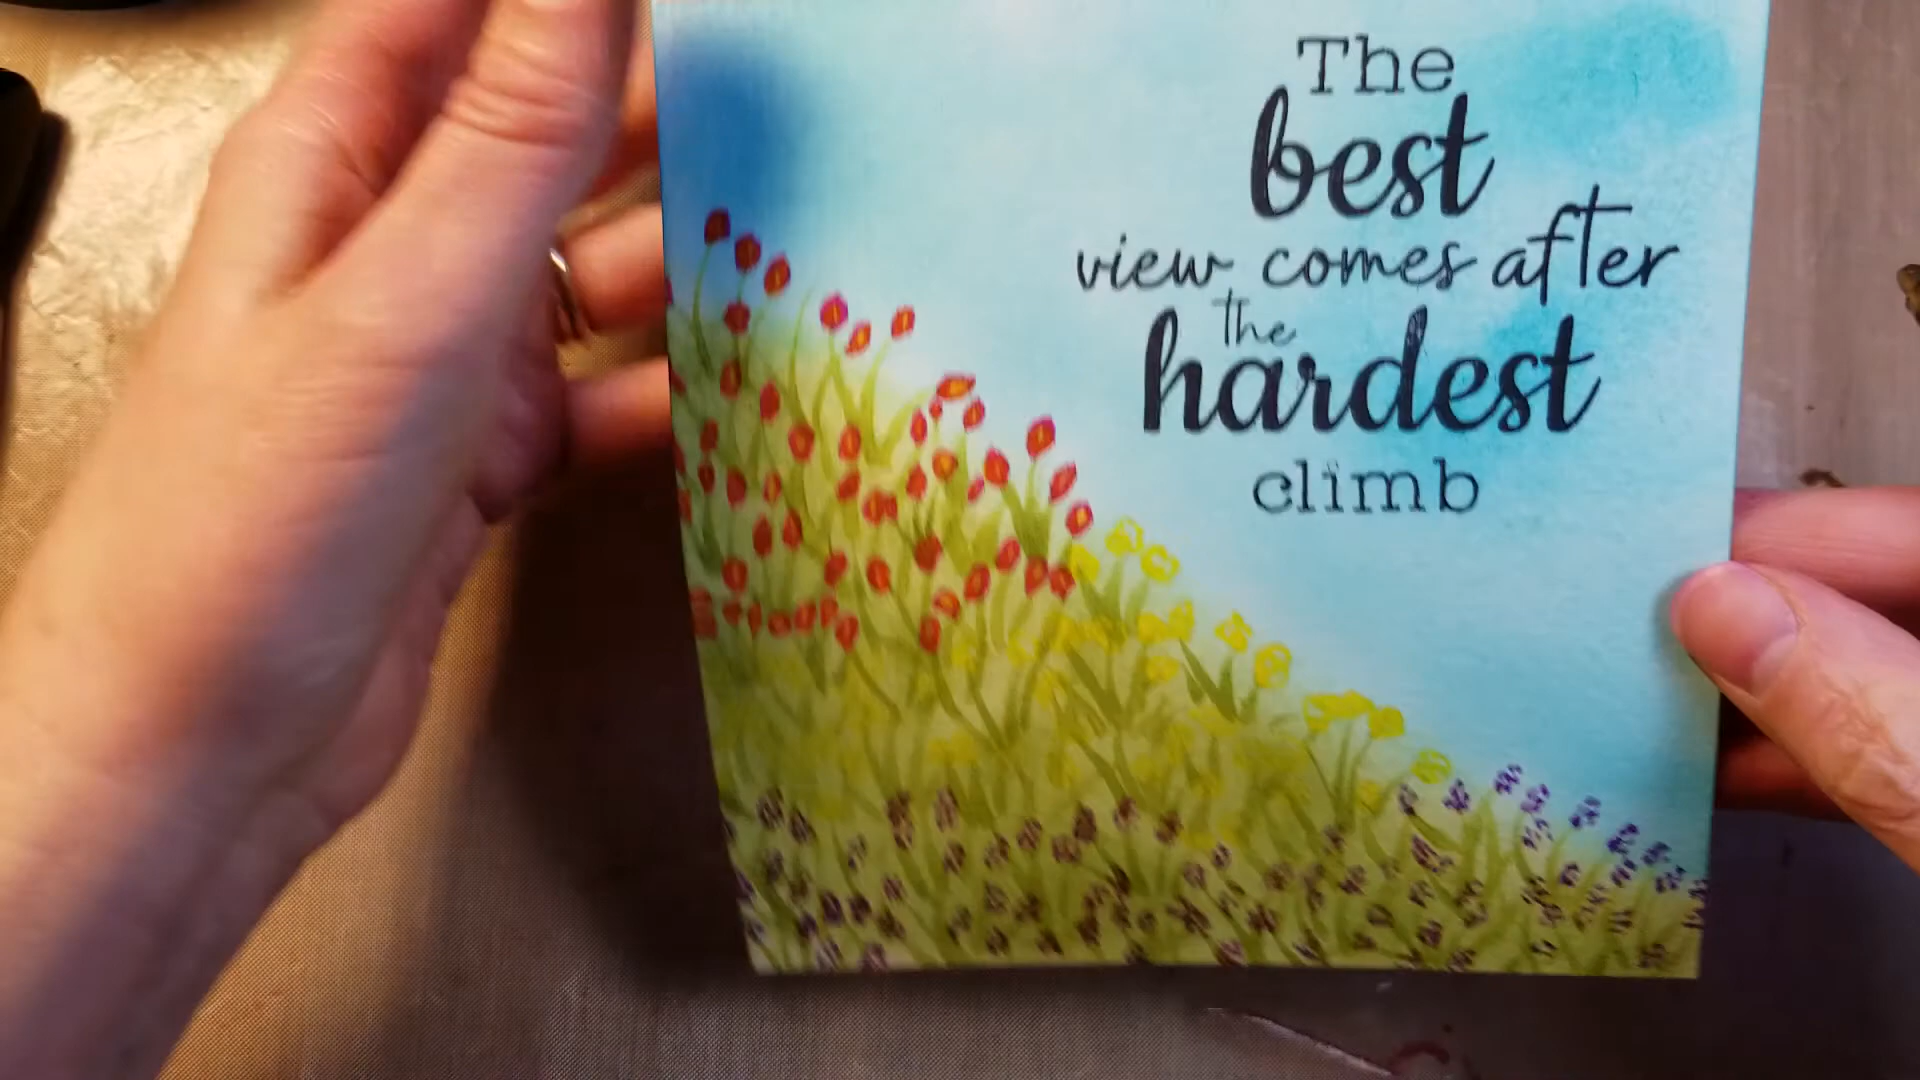 The
best
view comes after
the
hardest
climb